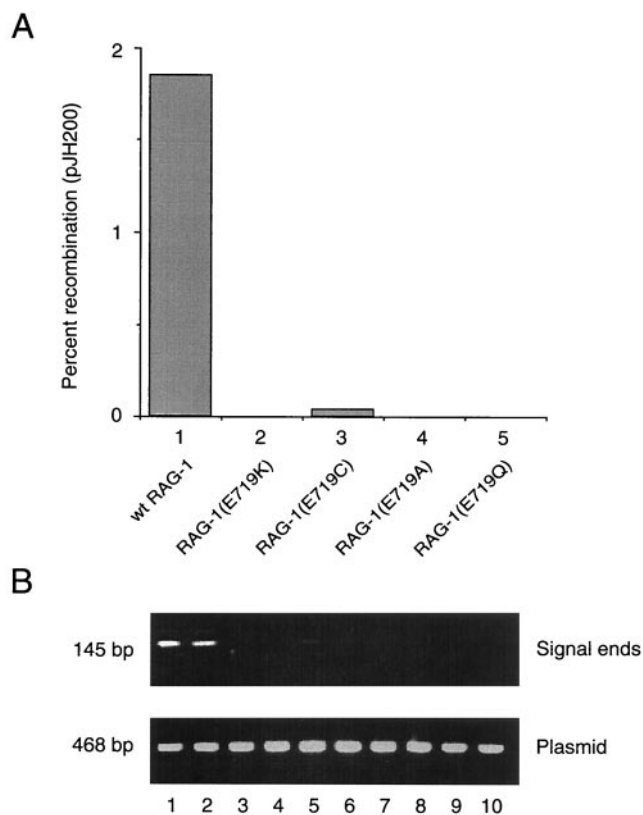 A
Percent recombination (pJH200)
2
1
0
1 2 3 4 5
wt RAG-1
RAG-1(E719K)
RAG-1(E719C)
RAG-1(E719A)
RAG-1(E719Q)
B
145 bp Signal ends
468 bp Plasmid
1 2 3 4 5 6 7 8 9 10